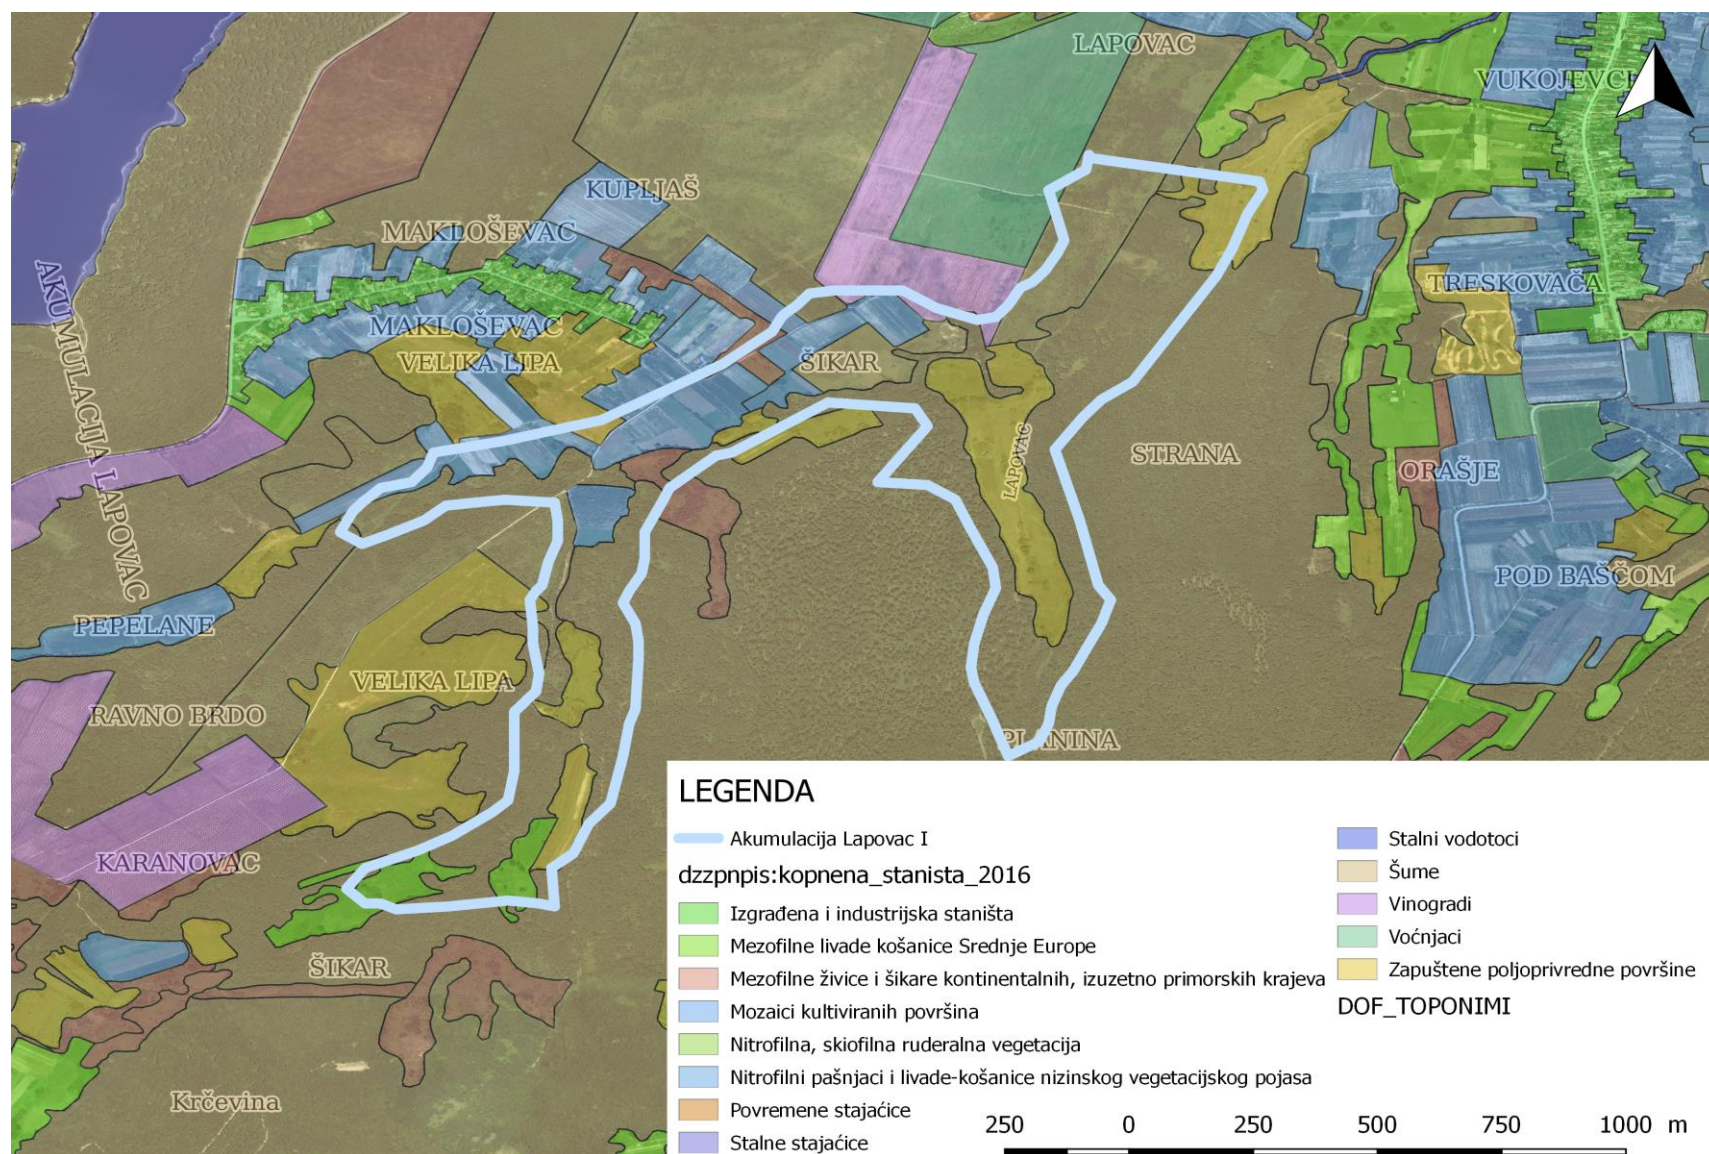 LAPOVAC
VUKOJEVCI
KUPLJAŠ
MAKLOŠEVAC
AKUMULACIJA LAPOVAC
MAKLOŠEVAC
TRESKOVAČA
VELIKA LIPA
ŠIKAR
LAPOVAC
STRANA
ORAŠJE
POD BAŠČOM
PEPELANE
VELIKA LIPA
RAVNO BRDO
PLANINA
KARANOVAC
ŠIKAR
Krčevina
LEGENDA
Akumulacija Lapovac I
dzzpnpis:kopnena_stanista_2016
Izgrađena i industrijska staništa
Mezofilne livade košanice Srednje Europe
Mezofilne živice i šikare kontinentalnih, izuzetno primorskih krajeva
Mozaici kultiviranih površina
Nitrofilna, skiofilna ruderalna vegetacija
Nitrofilni pašnjaci i livade-košanice nizinskog vegetacijskog pojasa
Povremene stajaćice
Stalne stajaćice
Stalni vodotoci
Šume
Vinogradi
Voćnjaci
Zapuštene poljoprivredne površine
DOF_TOPONIMI
250 0 250 500 750 1000 m